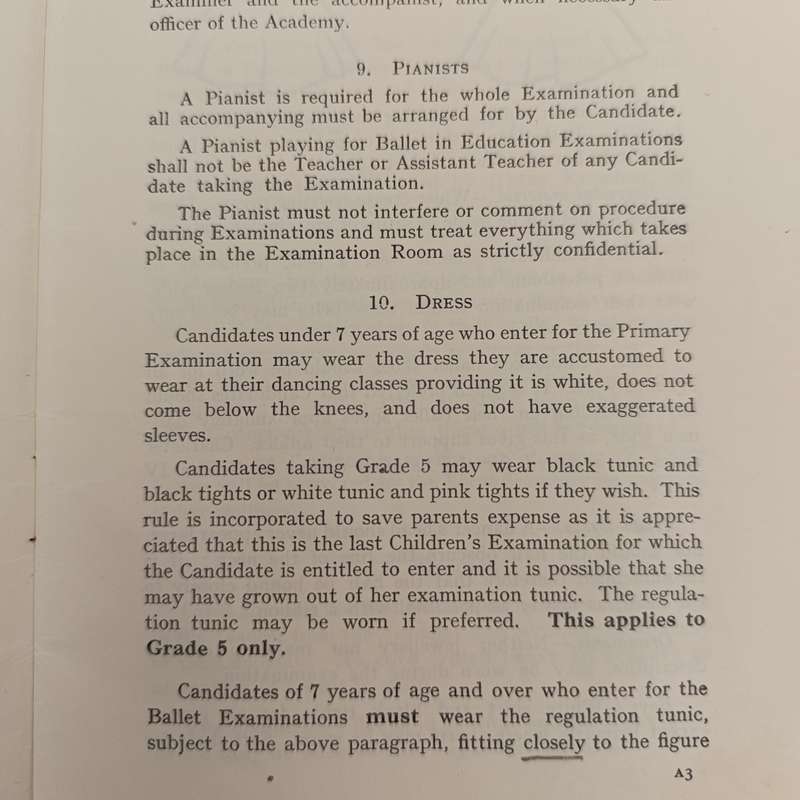 Examiner and the accompanist, and when necessary an
officer of the Academy.
9. Pianists
A Pianist is required for the whole Examination and
all accompanying must be arranged for by the Candidate.
A Pianist playing for Ballet in Education Examinations
shall not be the Teacher or Assistant Teacher of any Candi-
date taking the Examination.
The Pianist must not interfere or comment on procedure
during Examinations and must treat everything which takes
place in the Examination Room as strictly confidential.
10. Dress
Candidates under 7 years of age who enter for the Primary
Examination may wear the dress they are accustomed to
wear at their dancing classes providing it is white, does not
come below the knees, and does not have exaggerated
sleeves.
Candidates taking Grade 5 may wear black tunic and
black tights or white tunic and pink tights if they wish. This
rule is incorporated to save parents expense as it is appre-
ciated that this is the last Children's Examination for which
the Candidate is entitled to enter and it is possible that she
may have grown out of her examination tunic. The regula-
tion tunic may be worn if preferred. This applies to
Grade 5 only.
Candidates of 7 years of age and over who enter for the
Ballet Examinations must wear the regulation tunic,
subject to the above paragraph, fitting closely to the figure
A3